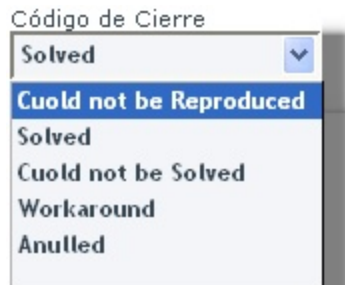 Código de Cierre
Solved
Cuold not be Reproduced
Solved
Cuold not be Solved
Workaround
Anulled